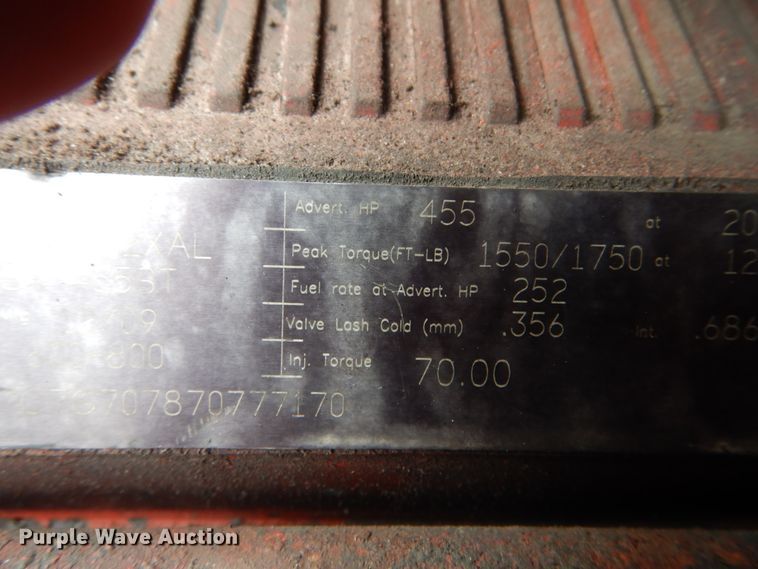 Advert. HP 455 at 20
Peak Torque(FT-LB) 1550/1750 at 12
Fuel rate at Advert. HP 252
Valve Lash Cold (mm) .356 Int. .686
Inj. Torque 70.00
707870777170
Purple Wave Auction